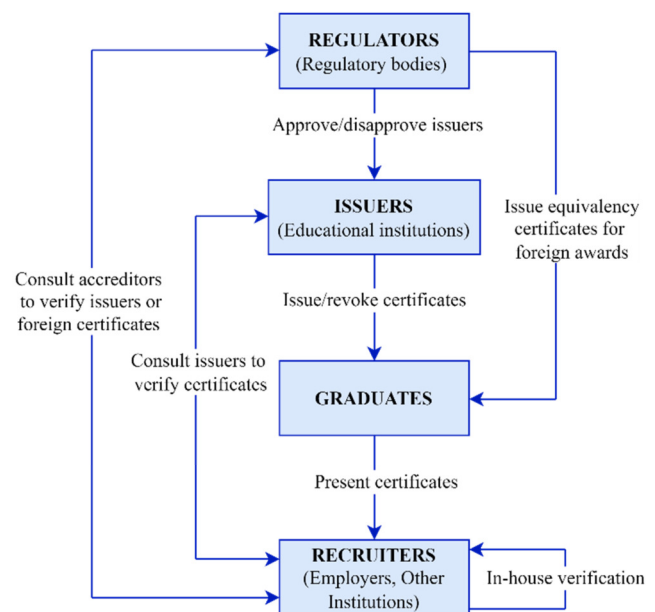 REGULATORS
(Regulatory bodies)
Approve/disapprove issuers
ISSUERS
(Educational institutions)
Issue equivalency
certificates for
foreign awards
Consult accreditors
to verify issuers or
foreign certificates
Issue/revoke certificates
Consult issuers to
verify certificates
GRADUATES
Present certificates
RECRUITERS
(Employers, Other
Institutions)
In-house verification